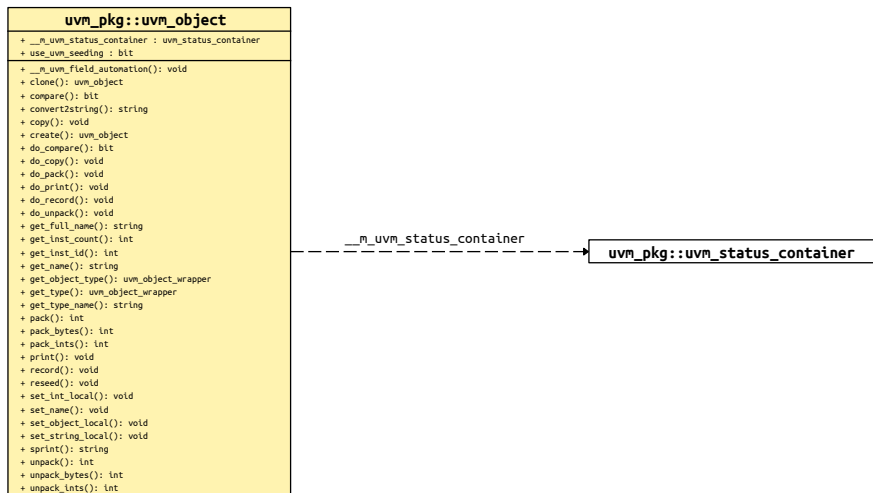 uvm_pkg::uvm_object
+ __m_uvm_status_container : uvm_status_container
+ use_uvm_seeding : bit
+ __m_uvm_field_automation(): void
+ clone(): uvm_object
+ compare(): bit
+ convert2string(): string
+ copy(): void
+ create(): uvm_object
+ do_compare(): bit
+ do_copy(): void
+ do_pack(): void
+ do_print(): void
+ do_record(): void
+ do_unpack(): void
+ get_full_name(): string
+ get_inst_count(): int
+ get_inst_id(): int
+ get_name(): string
+ get_object_type(): uvm_object_wrapper
+ get_type(): uvm_object_wrapper
+ get_type_name(): string
+ pack(): int
+ pack_bytes(): int
+ pack_ints(): int
+ print(): void
+ record(): void
+ reseed(): void
+ set_int_local(): void
+ set_name(): void
+ set_object_local(): void
+ set_string_local(): void
+ sprint(): string
+ unpack(): int
+ unpack_bytes(): int
+ unpack_ints(): int
__m_uvm_status_container
uvm_pkg::uvm_status_container